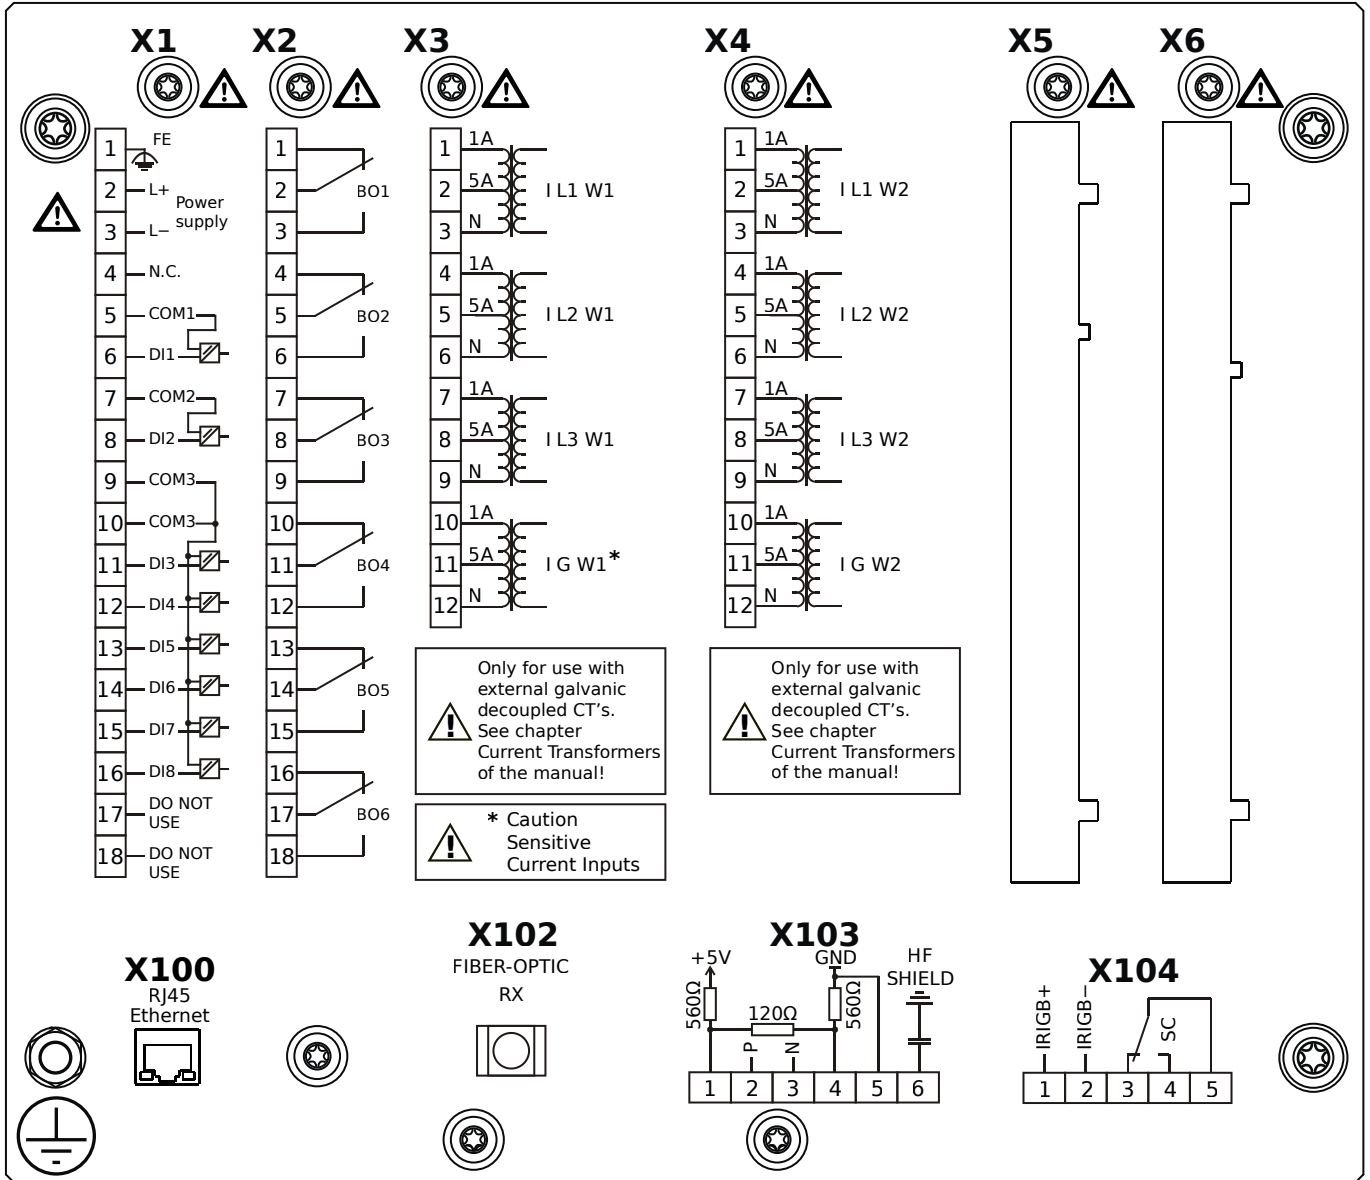 X1
X2
X3
X4
X5
X6
1
FE
2
L+
Power
supply
3
L−
4
N.C.
5
COM1
6
DI1
7
COM2
8
DI2
9
COM3
10
COM3
11
DI3
12
DI4
13
DI5
14
DI6
15
DI7
16
DI8
17
DO NOT
USE
18
DO NOT
USE
1
2
BO1
3
4
5
BO2
6
7
8
BO3
9
10
11
BO4
12
13
14
BO5
15
16
17
BO6
18
1
1A
2
5A
I L1 W1
3
N
4
1A
5
5A
I L2 W1
6
N
7
1A
8
5A
I L3 W1
9
N
10
1A
11
5A
I G W1*
12
N
Only for use with
external galvanic
decoupled CT's.
See chapter
Current Transformers
of the manual!
* Caution
Sensitive
Current Inputs
1
1A
2
5A
I L1 W2
3
N
4
1A
5
5A
I L2 W2
6
N
7
1A
8
5A
I L3 W2
9
N
10
1A
11
5A
I G W2
12
N
Only for use with
external galvanic
decoupled CT's.
See chapter
Current Transformers
of the manual!
X100
RJ45
Ethernet
X102
FIBER-OPTIC
RX
X103
+5V
GND
HF
SHIELD
560Ω
120Ω
560Ω
P
N
1 2 3 4 5 6
X104
IRIGB+
IRIGB−
SC
1 2 3 4 5